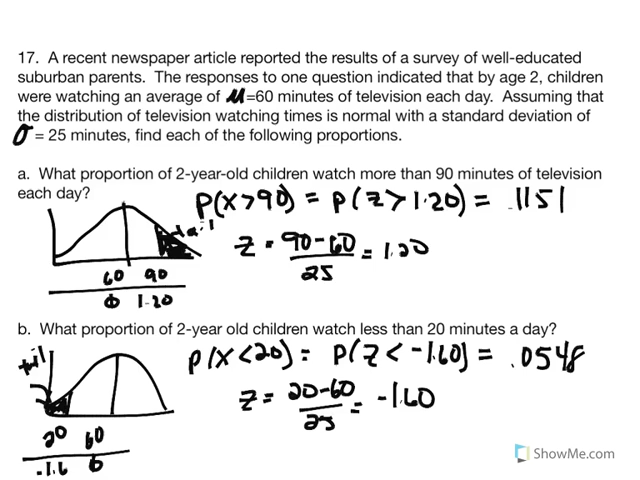 17. A recent newspaper article reported the results of a survey of well-educated
suburban parents. The responses to one question indicated that by age 2, children
were watching an average of μ=60 minutes of television each day. Assuming that
the distribution of television watching times is normal with a standard deviation of
σ = 25 minutes, find each of the following proportions.
a. What proportion of 2-year-old children watch more than 90 minutes of television
each day?
P(X>90) = P(Z>1.20) = .1151
tail
Z = 90-60 = 1.20
25
60 90
0 1.20
b. What proportion of 2-year old children watch less than 20 minutes a day?
tail
P(X<20) = P(Z<-1.60) = .0548
Z = 20-60 = -1.60
25
20 60
-1.6 0
ShowMe.com